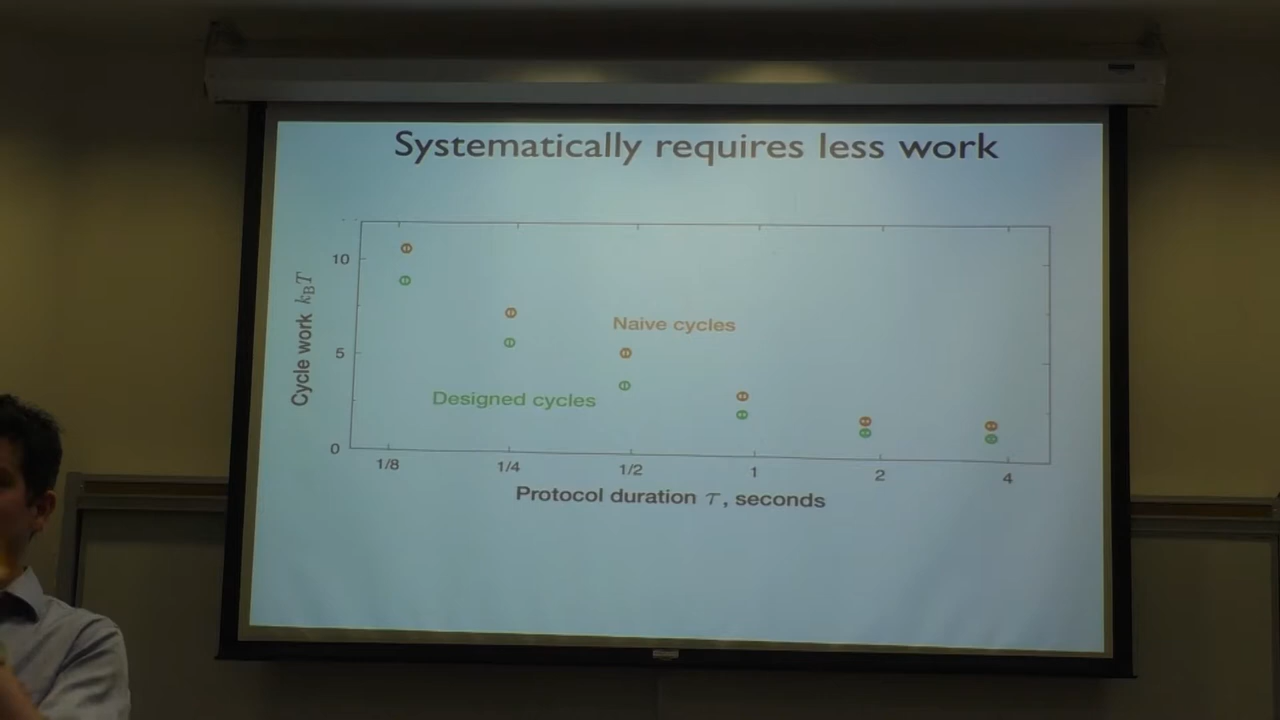 Systematically requires less work
10
5
0
Cycle work k_BT
Naive cycles
Designed cycles
1/8 1/4 1/2 1 2 4
Protocol duration τ, seconds